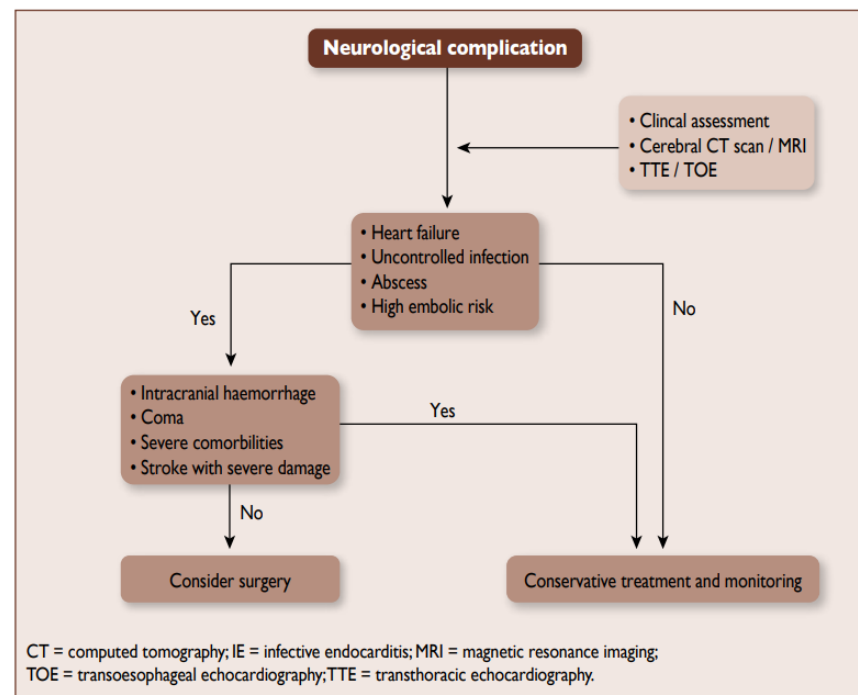 Neurological complication
• Clincal assessment
• Cerebral CT scan / MRI
• TTE / TOE
• Heart failure
• Uncontrolled infection
• Abscess
• High embolic risk
Yes
No
• Intracranial haemorrhage
• Coma
• Severe comorbilities
• Stroke with severe damage
Yes
No
Consider surgery
Conservative treatment and monitoring
CT = computed tomography; IE = infective endocarditis; MRI = magnetic resonance imaging;
TOE = transoesophageal echocardiography; TTE = transthoracic echocardiography.